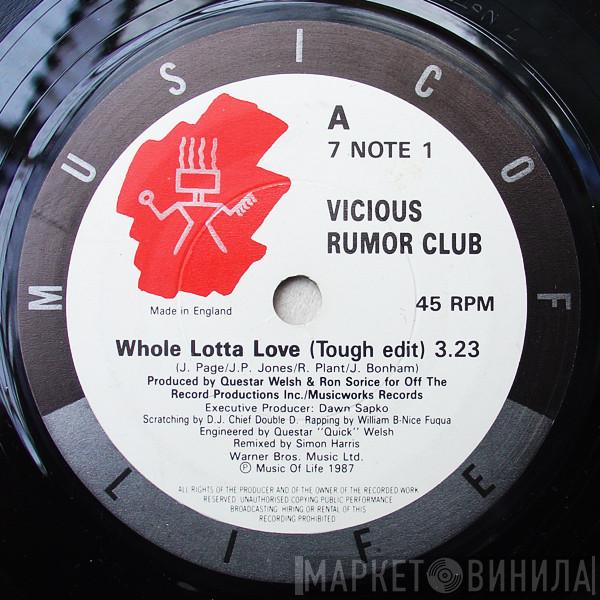 MUSIC OF LIFE
A
7 NOTE 1
VICIOUS
RUMOR CLUB
Made in England
45 RPM
Whole Lotta Love (Tough edit) 3.23
(J. Page/J.P. Jones/R. Plant/J. Bonham)
Produced by Questar Welsh & Ron Sorice for Off The
Record Productions Inc./Musicworks Records
Executive Producer: Dawn Sapko
Scratching by D.J. Chief Double D. Rapping by William B-Nice Fuqua
Engineered by Questar "Quick" Welsh
Remixed by Simon Harris
Warner Bros. Music Ltd.
Ⓟ Music Of Life 1987
ALL RIGHTS OF THE PRODUCER AND OF THE OWNER OF THE RECORDED WORK
RESERVED. UNAUTHORISED COPYING PUBLIC PERFORMANCE
BROADCASTING. HIRING OR RENTAL OF THIS
RECORDING PROHIBITED
МАРКЕТ ВИНИЛА